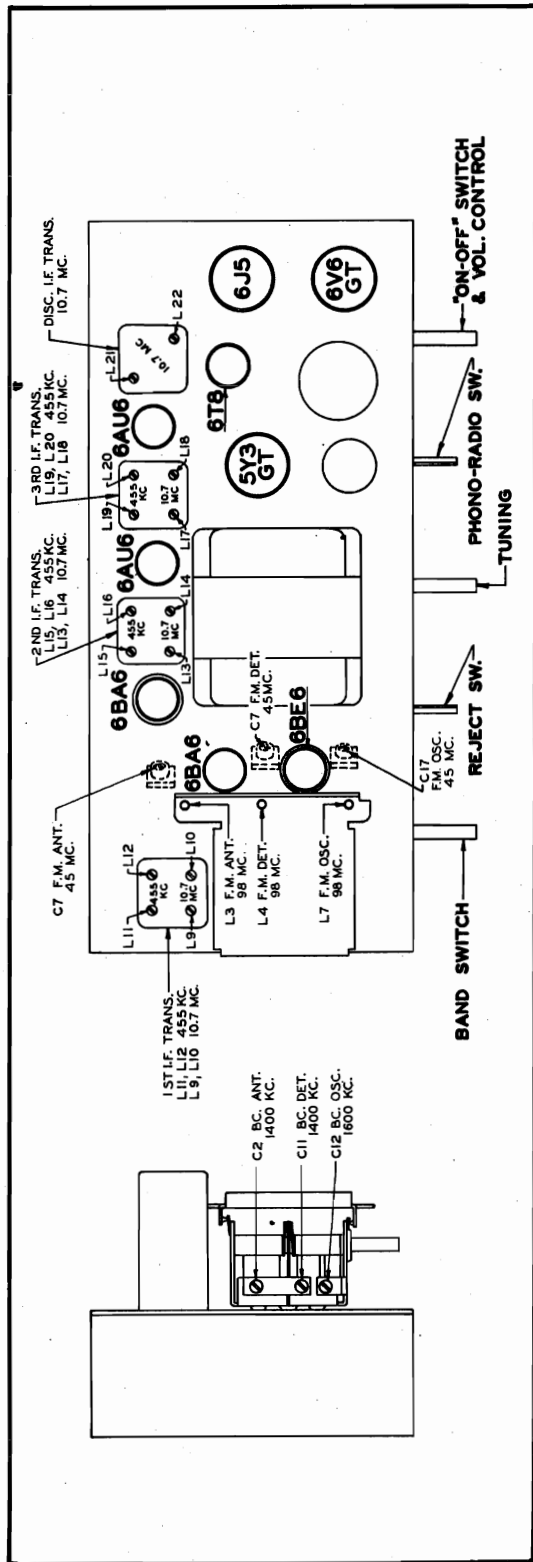 C7 F.M. ANT.
45 MC.
1 ST I.F. TRANS.
L11, L12 455 KC.
L9, L10 10.7 MC.
2 ND I.F. TRANS.
L15, L16 455 KC.
L13, L14 10.7 MC.
3 RD I.F. TRANS.
L19, L20 455 KC.
L17, L18 10.7 MC.
DISC. I.F. TRANS.
10.7 MC.
L11
L12
455
KC
10.7
MC
L9
L10
6BA6
L15
L16
455
KC
10.7
MC
L13
L14
6AU6
L19
L20
455
KC
10.7
MC
L17
L18
6AU6
L21
10.7 MC
L22
6BA6
C7 F.M. DET.
45 MC.
6BE6
C17
F.M. OSC.
45 MC.
L3 F.M. ANT.
98 MC.
L4 F.M. DET.
98 MC.
L7 F.M. OSC.
98 MC.
5Y3
GT
6T8
6J5
6V6
GT
BAND SWITCH
REJECT SW.
TUNING
PHONO-RADIO SW.
"ON-OFF" SWITCH
& VOL. CONTROL
C2 BC. ANT.
1400 KC.
C11 BC. DET.
1400 KC.
C12 BC. OSC.
1600 KC.